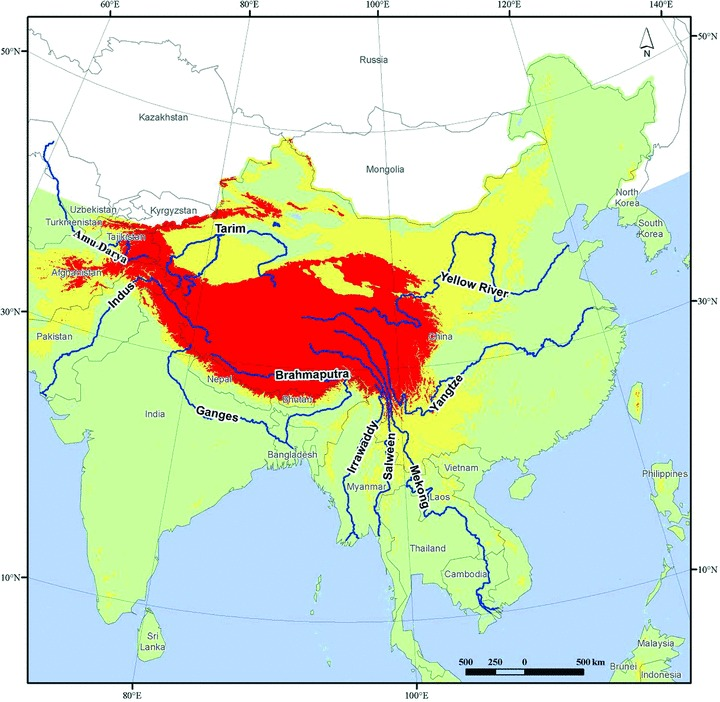 60°E
80°E
100°E
120°E
140°E
50°N
50°N
N
Russia
Kazakhstan
Mongolia
North
Korea
South
Korea
Uzbekistan
Kyrgyzstan
Turkmenistan
Tajikistan
Tarim
Amu Darya
Afghanistan
Indus
Yellow River
30°N
30°N
Pakistan
China
Nepal
Brahmaputra
Bhutan
Yangtze
India
Ganges
Bangladesh
Irrawaddy
Salween
Mekong
Myanmar
Vietnam
Laos
Philippines
Thailand
Cambodia
10°N
10°N
Sri
Lanka
Malaysia
Brunei
Indonesia
500 250 0 500 km
80°E
100°E